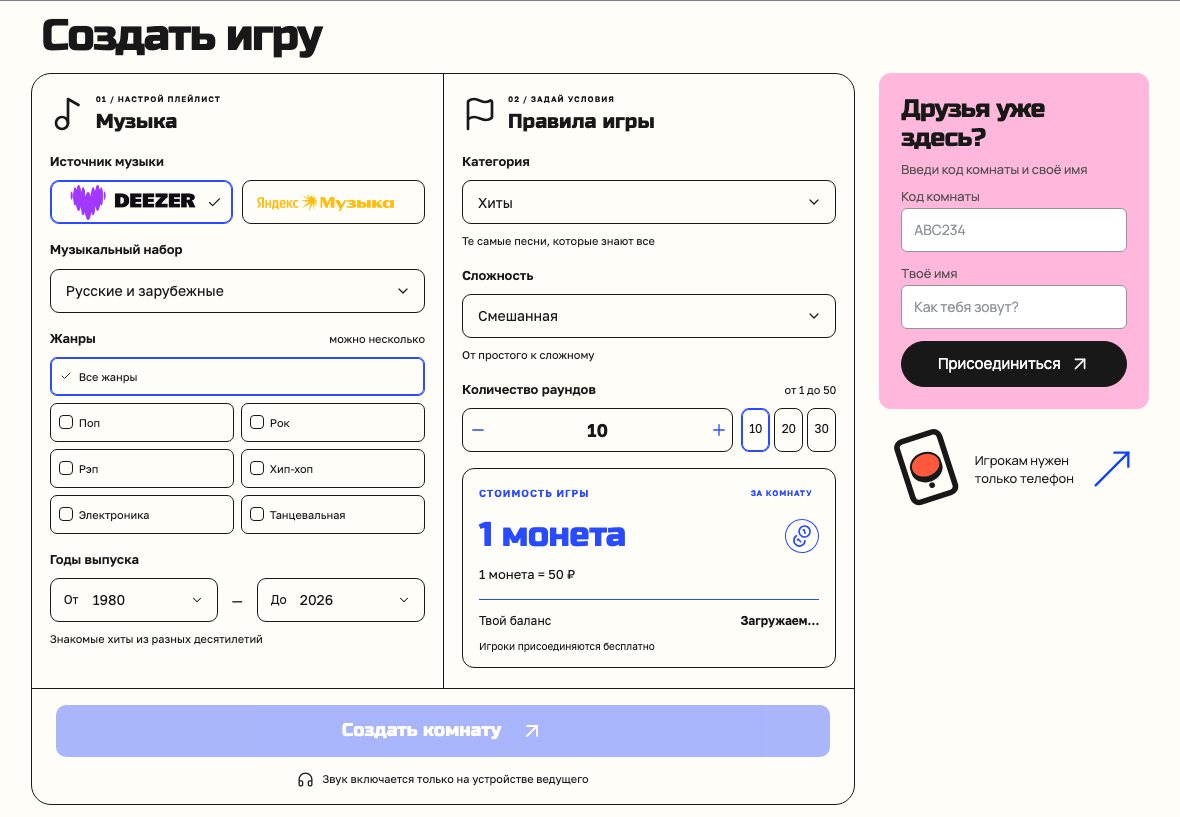 Создать игру
01 / НАСТРОЙ ПЛЕЙЛИСТ
Музыка
Источник музыки
DEEZER
Яндекс Музыка
Музыкальный набор
Русские и зарубежные
Жанры
можно несколько
Все жанры
Поп
Рок
Рэп
Хип-хоп
Электроника
Танцевальная
Годы выпуска
От 1980
—
До 2026
Знакомые хиты из разных десятилетий
02 / ЗАДАЙ УСЛОВИЯ
Правила игры
Категория
Хиты
Те самые песни, которые знают все
Сложность
Смешанная
От простого к сложному
Количество раундов
от 1 до 50
− 10 +
10
20
30
СТОИМОСТЬ ИГРЫ
ЗА КОМНАТУ
1 монета
1 монета = 50 ₽
Твой баланс
Загружаем...
Игроки присоединяются бесплатно
Создать комнату
Звук включается только на устройстве ведущего
Друзья уже
здесь?
Введи код комнаты и своё имя
Код комнаты
ABC234
Твоё имя
Как тебя зовут?
Присоединиться
Игрокам нужен
только телефон